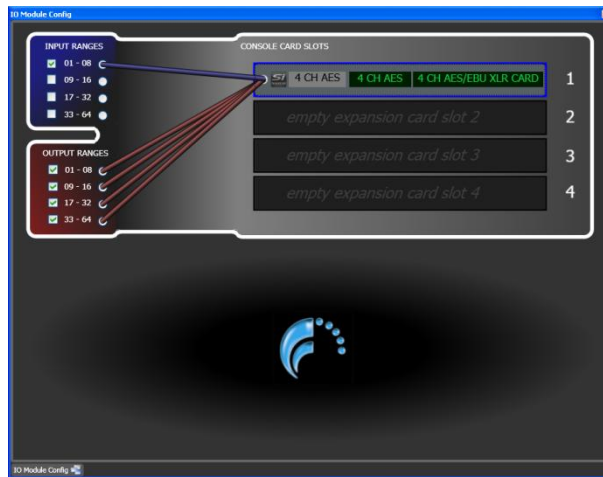 IO Module Config
INPUT RANGES
01 - 08
09 - 16
17 - 32
33 - 64
OUTPUT RANGES
01 - 08
09 - 16
17 - 32
33 - 64
CONSOLE CARD SLOTS
Si 4 CH AES 4 CH AES 4 CH AES/EBU XLR CARD 1
empty expansion card slot 2 2
empty expansion card slot 3 3
empty expansion card slot 4 4
IO Module Config